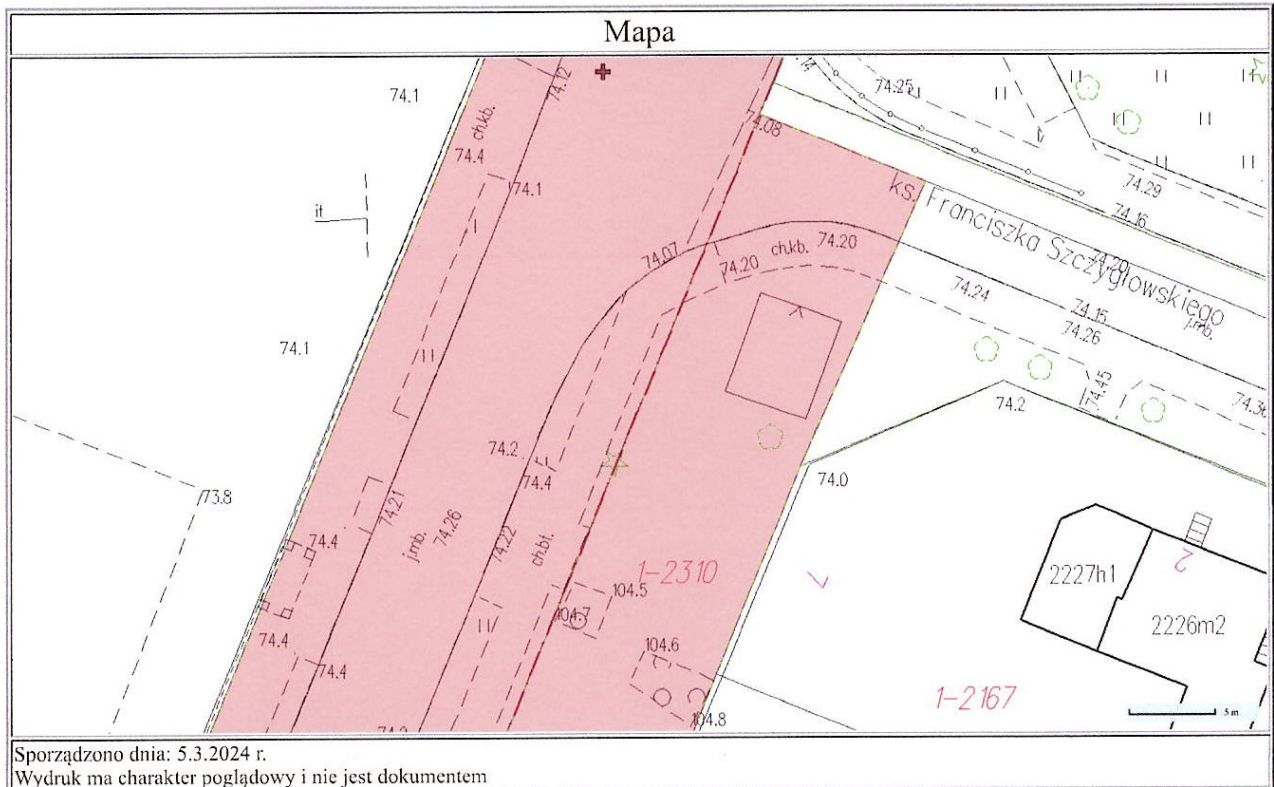 Mapa
74.12
74.14
74.25
74.1
ch.kb.
74.4
74.08
74.1
74.29
74.16
it
ks. Franciszka Szczygłowskiego
74.20
j.mb.
74.07
74.20
ch.kb.
74.20
74.24
74.15
74.26
74.1
74.45
74.36
74.2
74.2
74.4
74.0
73.8
74.21
j.mb.
74.26
74.22
ch.bt.
74.4
1-2310
7
2227h1
2
2226m2
104.5
104.7
74.4
104.6
74.4
1-2167
104.8
5 m
Sporządzono dnia: 5.3.2024 r.
Wydruk ma charakter poglądowy i nie jest dokumentem